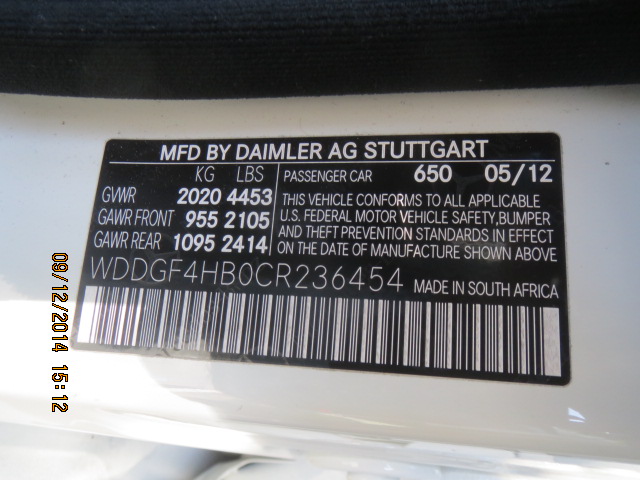 MFD BY DAIMLER AG STUTTGART
KG LBS
GVWR 2020 4453
GAWR FRONT 955 2105
GAWR REAR 1095 2414
PASSENGER CAR 650 05/12
THIS VEHICLE CONFORMS TO ALL APPLICABLE
U.S. FEDERAL MOTOR VEHICLE SAFETY, BUMPER
AND THEFT PREVENTION STANDARDS IN EFFECT
ON THE DATE OF MANUFACTURE SHOWN ABOVE
WDDGF4HB0CR236454 MADE IN SOUTH AFRICA
09/12/2014 15:12